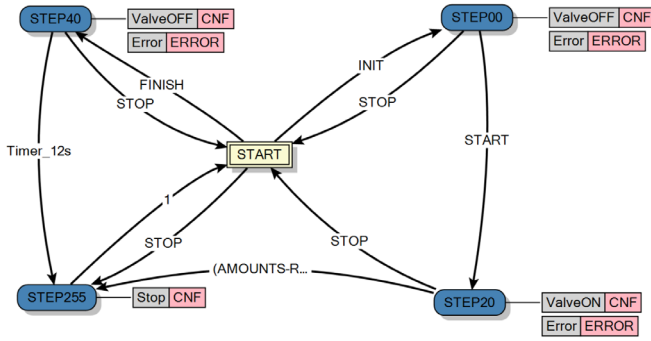 STEP40
ValveOFF CNF
Error ERROR
STEP00
ValveOFF CNF
Error ERROR
FINISH
INIT
STOP
STOP
Timer_12s
START
START
1
STOP
STOP
(AMOUNTS-R...
STEP255
Stop CNF
STEP20
ValveON CNF
Error ERROR